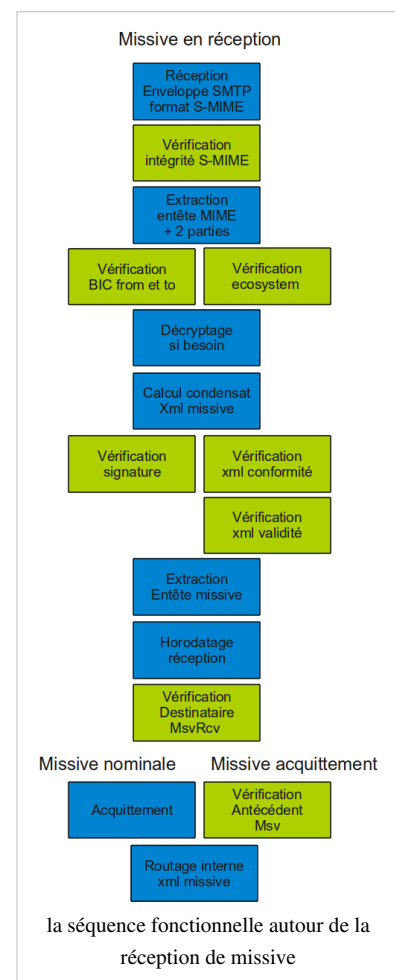 Missive en réception
Réception
Enveloppe SMTP
format S-MIME
Vérification
intégrité S-MIME
Extraction
entête MIME
+ 2 parties
Vérification
BIC from et to
Vérification
ecosystem
Décryptage
si besoin
Calcul condensat
Xml missive
Vérification
signature
Vérification
xml conformité
Vérification
xml validité
Extraction
Entête missive
Horodatage
réception
Vérification
Destinataire
MsvRcv
Missive nominale
Missive acquittement
Acquittement
Vérification
Antécédent
Msv
Routage interne
xml missive
la séquence fonctionnelle autour de la
réception de missive